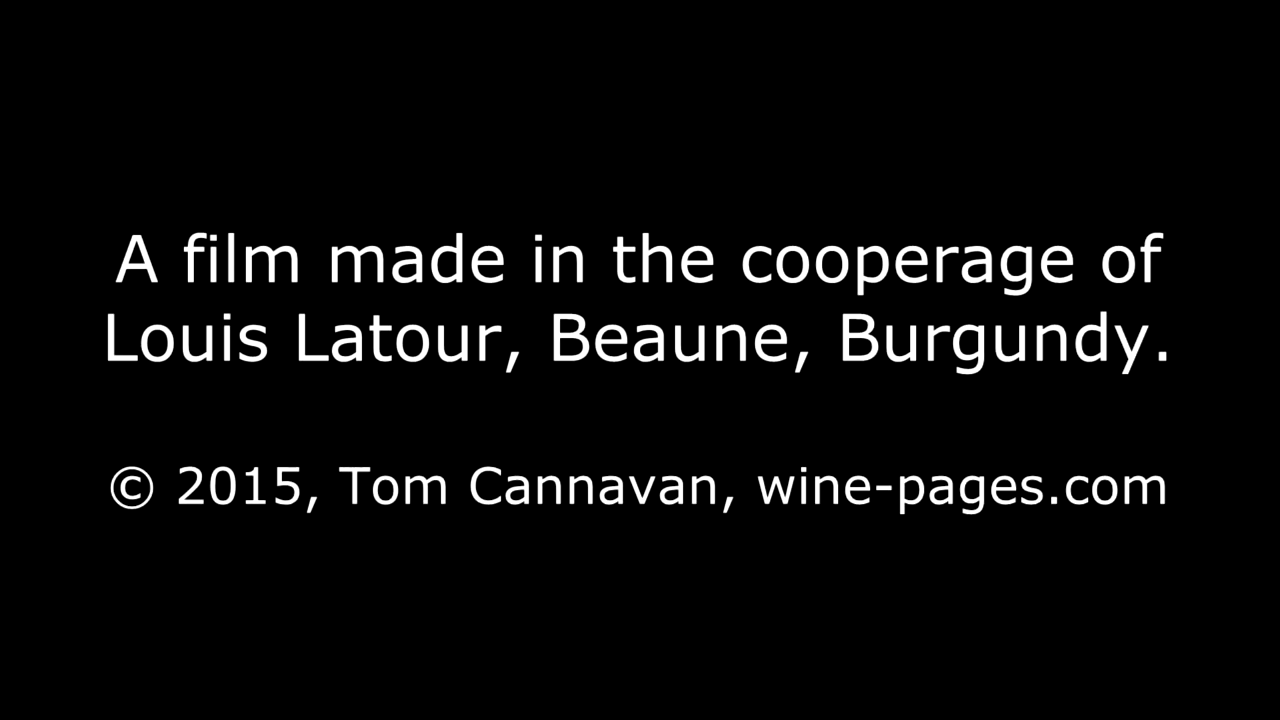 A film made in the cooperage of
Louis Latour, Beaune, Burgundy.
© 2015, Tom Cannavan, wine-pages.com